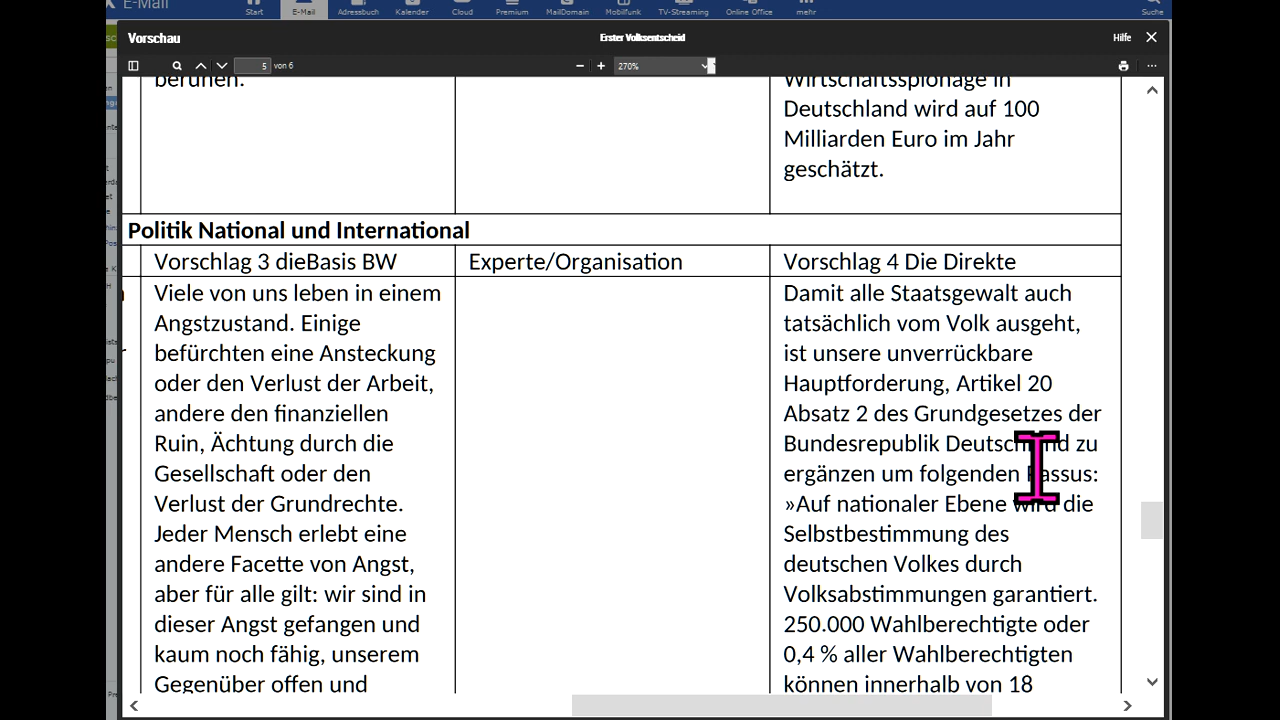 E-Mail
Start
E-Mail
Adressbuch
Kalender
Cloud
Premium
MailDomain
Mobilfunk
TV-Streaming
Online Office
mehr
Suche
Vorschau
Erster Volksentscheid
Hilfe
5 von 6
270%
berufen.
Wirtschaftsspionage in
Deutschland wird auf 100
Milliarden Euro im Jahr
geschätzt.
Politik National und International
Vorschlag 3 dieBasis BW
Experte/Organisation
Vorschlag 4 Die Direkte
Viele von uns leben in einem
Angstzustand. Einige
befürchten eine Ansteckung
oder den Verlust der Arbeit,
andere den finanziellen
Ruin, Ächtung durch die
Gesellschaft oder den
Verlust der Grundrechte.
Jeder Mensch erlebt eine
andere Facette von Angst,
aber für alle gilt: wir sind in
dieser Angst gefangen und
kaum noch fähig, unserem
Gegenüber offen und
Damit alle Staatsgewalt auch
tatsächlich vom Volk ausgeht,
ist unsere unverrückbare
Hauptforderung, Artikel 20
Absatz 2 des Grundgesetzes der
Bundesrepublik Deutschland zu
ergänzen um folgenden Passus:
»Auf nationaler Ebene wird die
Selbstbestimmung des
deutschen Volkes durch
Volksabstimmungen garantiert.
250.000 Wahlberechtigte oder
0,4 % aller Wahlberechtigten
können innerhalb von 18